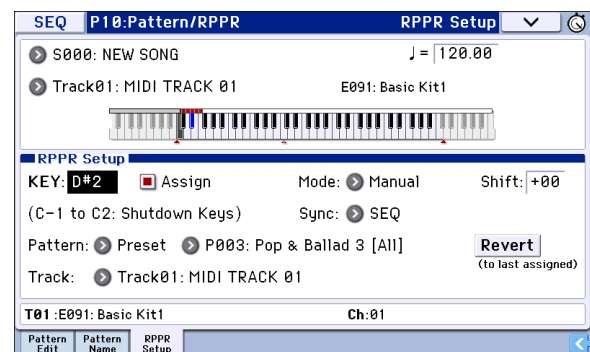 SEQ P10:Pattern/RPPR RPPR Setup
S000: NEW SONG ♩= 120.00
Track01: MIDI TRACK 01 E091: Basic Kit1
RPPR Setup
KEY: D#2 Assign Mode: Manual Shift: +00
(C-1 to C2: Shutdown Keys) Sync: SEQ
Pattern: Preset P003: Pop & Ballad 3 [All] Revert
(to last assigned)
Track: Track01: MIDI TRACK 01
T01 :E091: Basic Kit1 Ch:01
Pattern Edit Pattern Name RPPR Setup